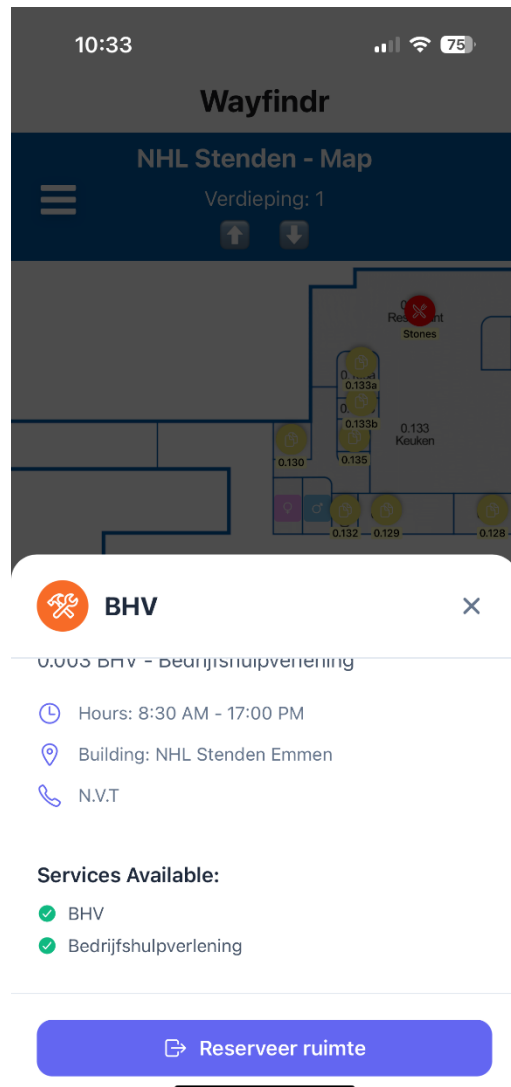 10:33
75
Wayfindr
NHL Stenden - Map
Verdieping: 1
Stones
0.133a
0.133b
0.133
Keuken
0.130
0.135
0.132
0.129
0.128
BHV
0.003 BHV - Bedrijfshulpverlening
Hours: 8:30 AM - 17:00 PM
Building: NHL Stenden Emmen
N.V.T
Services Available:
BHV
Bedrijfshulpverlening
Reserveer ruimte